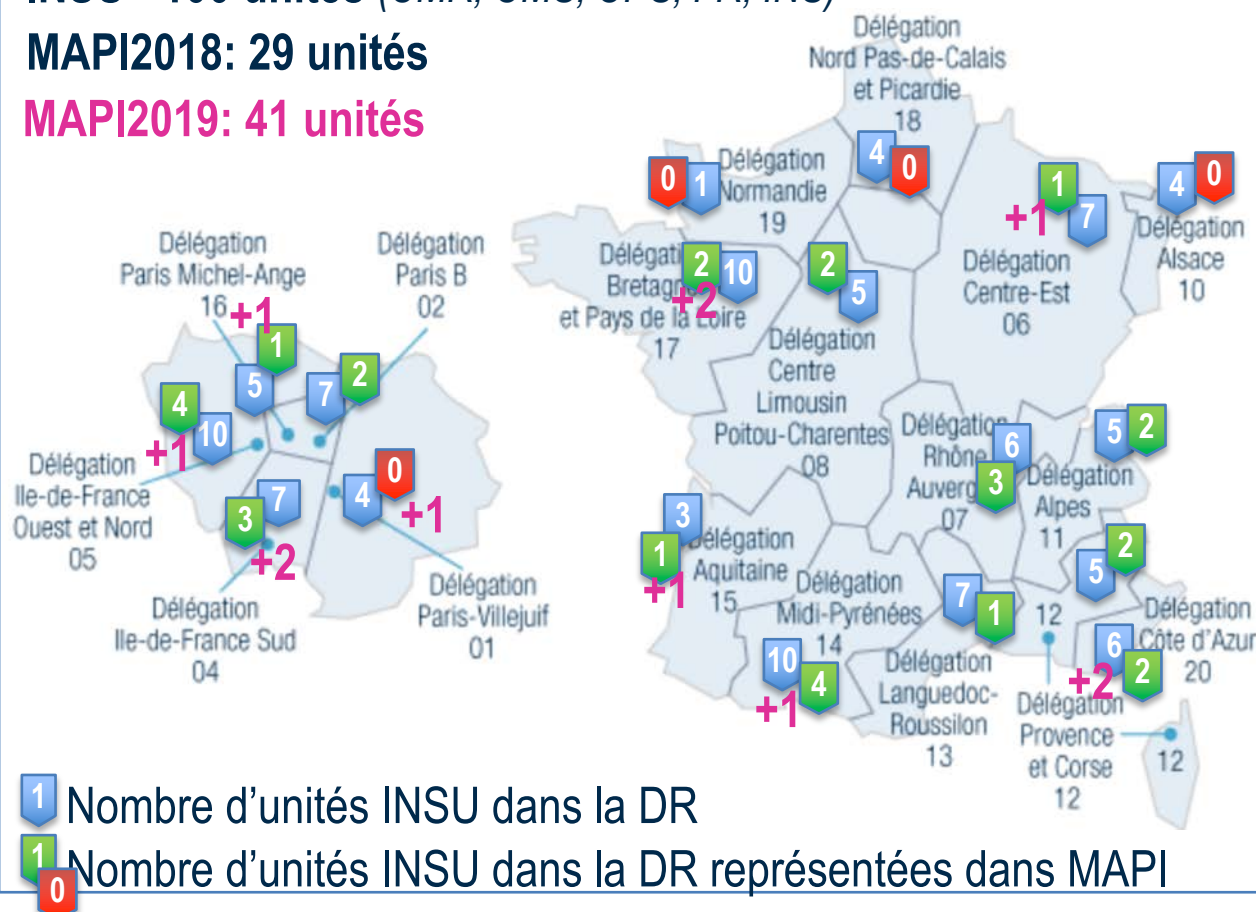 INSU unités
MAPI2018: 29 unités
MAPI2019: 41 unités
Délégation
Nord Pas-de-Calais
et Picardie
18
4
0
0
1
Délégation
Normandie
19
1
+1
7
4
0
Délégation
Alsace
10
Délégation
Centre-Est
06
Délégati
2
10
Bretagn
+2
et Pays de la Loire
17
2
5
Délégation
Centre
Limousin
Poitou-Charentes
08
Délégation
Paris Michel-Ange
16
+1
1
5
Délégation
Paris B
02
7
2
4
10
+1
Délégation
Ile-de-France
Ouest et Nord
05
3
7
+2
Délégation
Ile-de-France Sud
04
4
0
+1
Délégation
Paris-Villejuif
01
Délégation
6
Rhône
Auverg
3
07
5
2
Délégation
Alpes
11
5
2
3
1
+1
Délégation
Aquitaine
15
Délégation
Midi-Pyrénées
14
10
4
+1
7
1
Délégation
Languedoc-
Roussillon
13
12
Délégation
Côte d'Azur
20
6
2
+2
Délégation
Provence
et Corse
12
12
1 Nombre d'unités INSU dans la DR
1 Nombre d'unités INSU dans la DR représentées dans MAPI
0